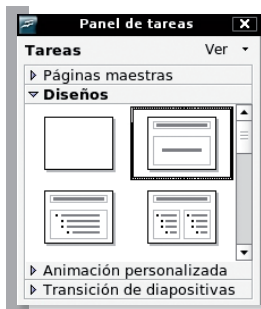 Panel de tareas
Tareas Ver
Páginas maestras
Diseños
Animación personalizada
Transición de diapositivas